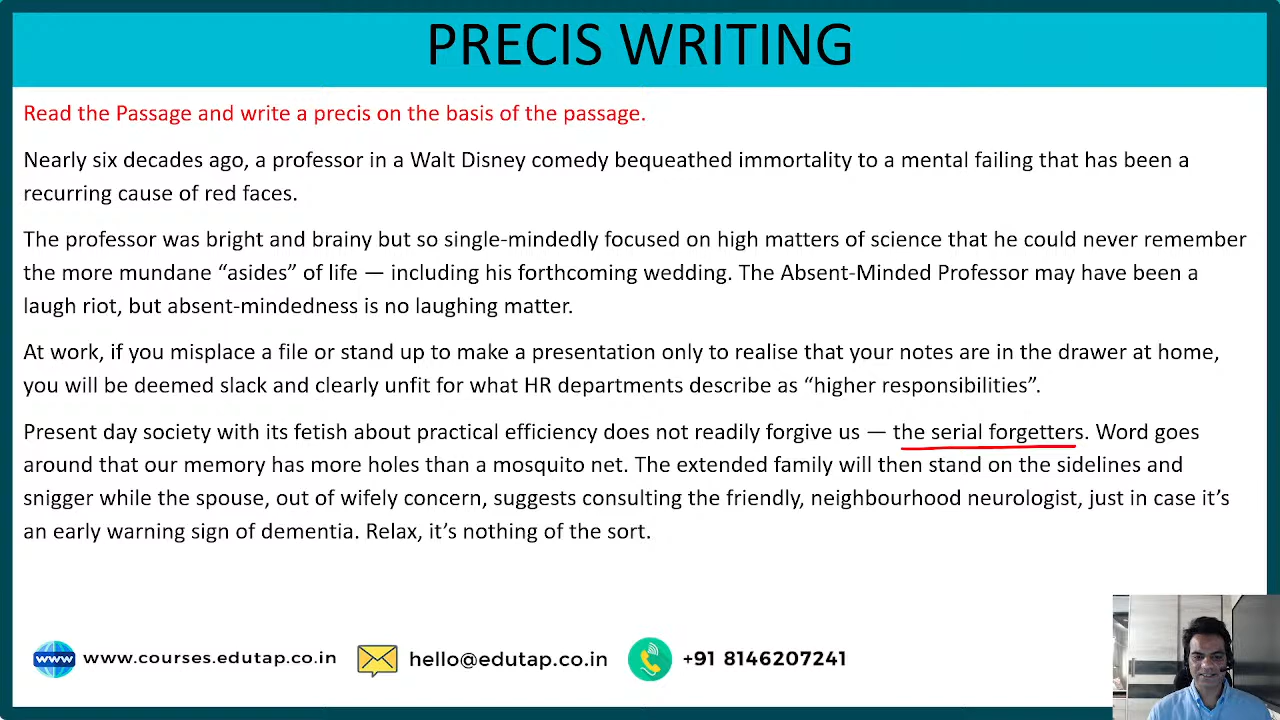 PRECIS WRITING
Read the Passage and write a precis on the basis of the passage.
Nearly six decades ago, a professor in a Walt Disney comedy bequeathed immortality to a mental failing that has been a
recurring cause of red faces.
The professor was bright and brainy but so single-mindedly focused on high matters of science that he could never remember
the more mundane “asides” of life — including his forthcoming wedding. The Absent-Minded Professor may have been a
laugh riot, but absent-mindedness is no laughing matter.
At work, if you misplace a file or stand up to make a presentation only to realise that your notes are in the drawer at home,
you will be deemed slack and clearly unfit for what HR departments describe as “higher responsibilities”.
Present day society with its fetish about practical efficiency does not readily forgive us — the serial forgetters. Word goes
around that our memory has more holes than a mosquito net. The extended family will then stand on the sidelines and
snigger while the spouse, out of wifely concern, suggests consulting the friendly, neighbourhood neurologist, just in case it’s
an early warning sign of dementia. Relax, it’s nothing of the sort.
www www.courses.edutap.co.in hello@edutap.co.in +91 8146207241